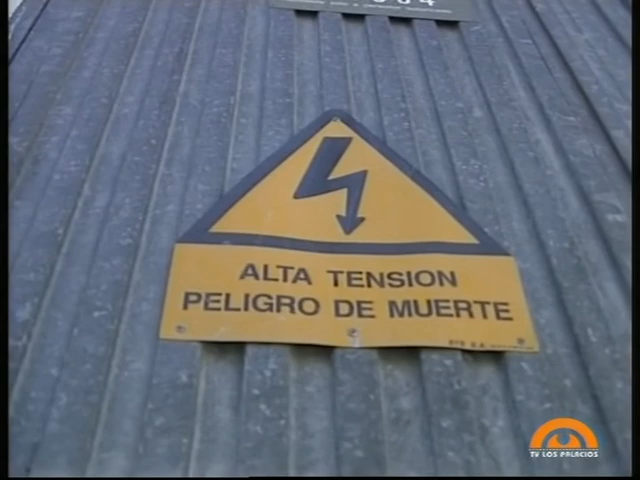 ALTA TENSION
PELIGRO DE MUERTE
TV LOS PALACIOS